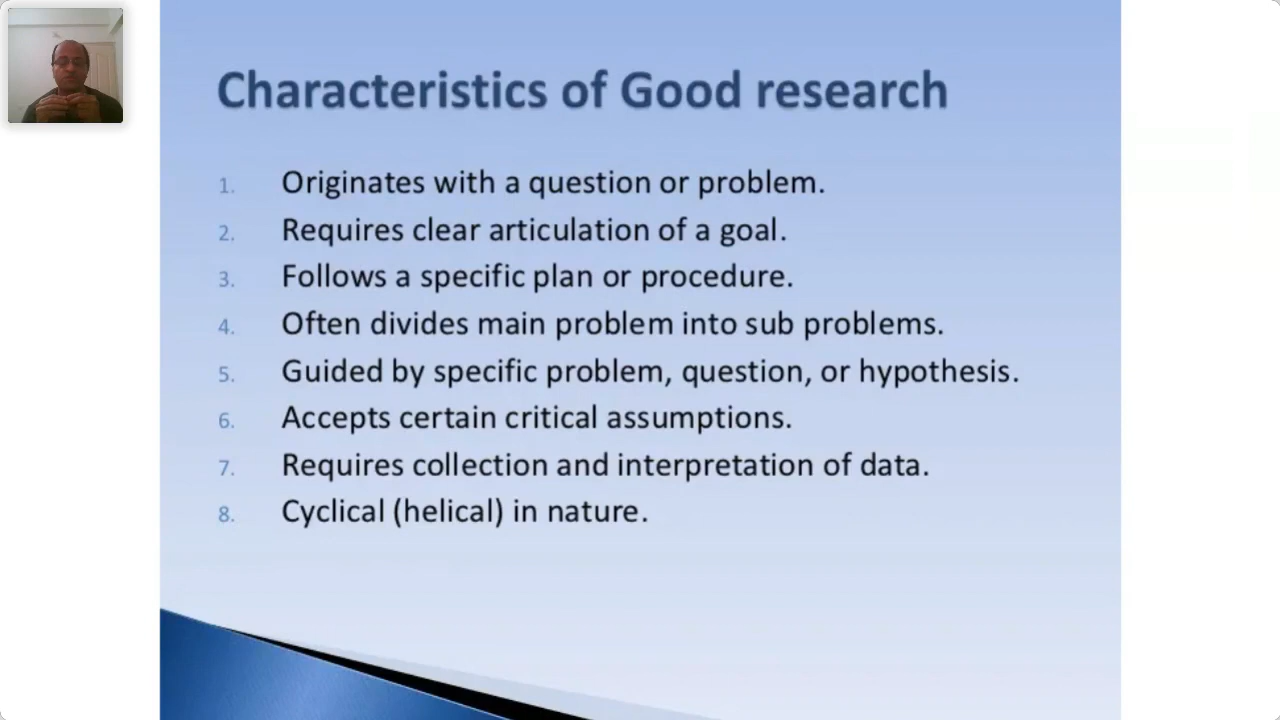 Characteristics of Good research
1. Originates with a question or problem.
2. Requires clear articulation of a goal.
3. Follows a specific plan or procedure.
4. Often divides main problem into sub problems.
5. Guided by specific problem, question, or hypothesis.
6. Accepts certain critical assumptions.
7. Requires collection and interpretation of data.
8. Cyclical (helical) in nature.